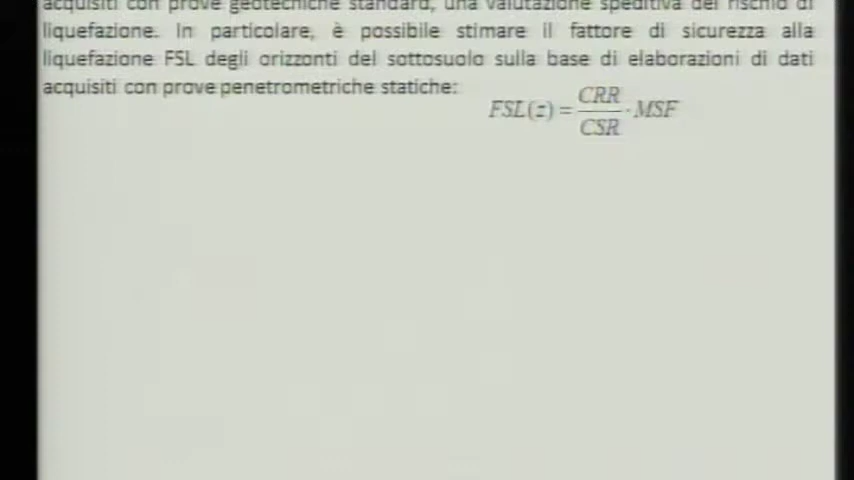 acquisiti con prove geotecniche standard, una valutazione speditiva del rischio di
liquefazione. In particolare, è possibile stimare il fattore di sicurezza alla
liquefazione FSL degli orizzonti del sottosuolo sulla base di elaborazioni di dati
acquisiti con prove penetrometriche statiche:
FSL(z) = CRR / CSR · MSF